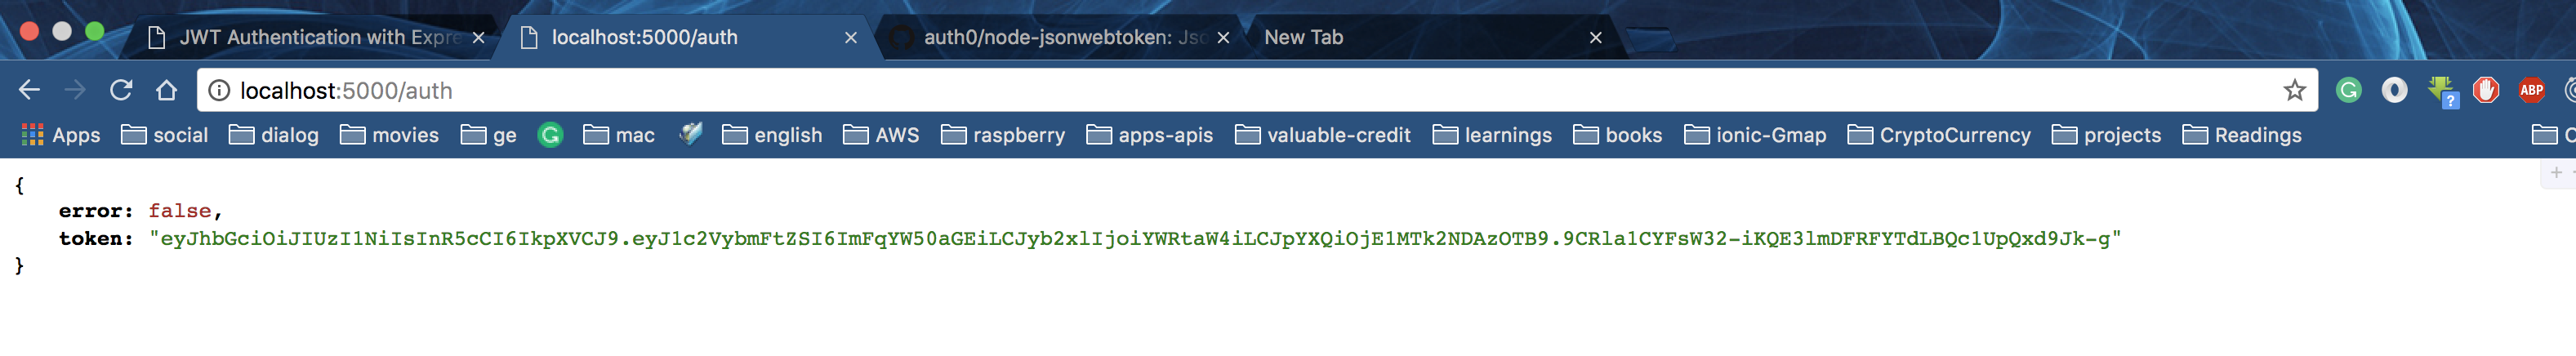 JWT Authentication with Expre
localhost:5000/auth
auth0/node-jsonwebtoken: Jso
New Tab
localhost:5000/auth
ABP
Apps social dialog movies ge mac english AWS raspberry apps-apis valuable-credit learnings books ionic-Gmap CryptoCurrency projects Readings
{
error: false,
token: "eyJhbGciOiJIUzI1NiIsInR5cCI6IkpXVCJ9.eyJ1c2VybmFtZSI6ImFqYW50aGEiLCJyb2xlIjoiYWRtaW4iLCJpYXQiOjE1MTk2NDAzOTB9.9CRla1CYFsW32-iKQE3lmDFRFYTdLBQc1UpQxd9Jk-g"
}